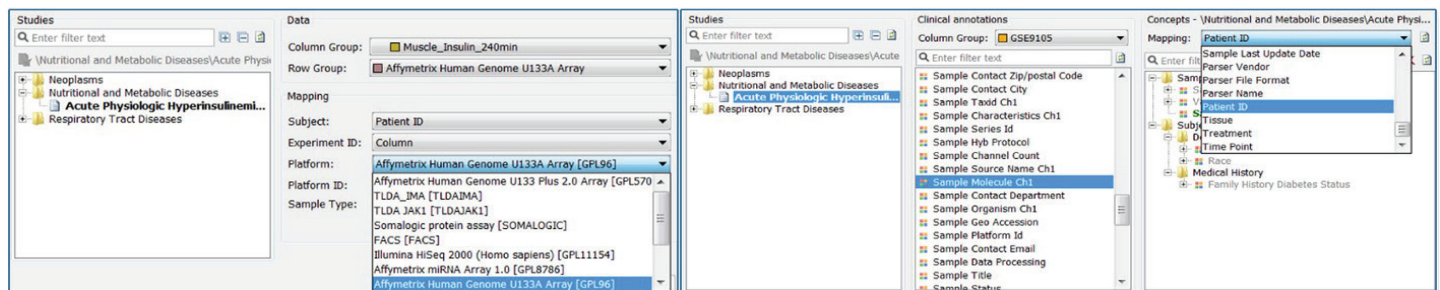 Studies
Enter filter text
\Nutritional and Metabolic Diseases\Acute Physi
Neoplasms
Nutritional and Metabolic Diseases
Acute Physiologic Hyperinsulinemi...
Respiratory Tract Diseases
Data
Column Group: Muscle_Insulin_240min
Row Group: Affymetrix Human Genome U133A Array
Mapping
Subject: Patient ID
Experiment ID: Column
Platform: Affymetrix Human Genome U133A Array [GPL96]
Platform ID:
Sample Type:
Affymetrix Human Genome U133 Plus 2.0 Array [GPL570
TLDA_IMA [TLDAIMA]
TLDA JAK1 [TLDAJAK1]
Somalogic protein assay [SOMALOGIC]
FACS [FACS]
Illumina HiSeq 2000 (Homo sapiens) [GPL11154]
Affymetrix miRNA Array 1.0 [GPL8786]
Affymetrix Human Genome U133A Array [GPL96]
Studies
Enter filter text
\Nutritional and Metabolic Diseases\Acute
Neoplasms
Nutritional and Metabolic Diseases
Acute Physiologic Hyperinsuli...
Respiratory Tract Diseases
Clinical annotations
Column Group: GSE9105
Enter filter text
Sample Contact Zip/postal Code
Sample Contact City
Sample Taxid Ch1
Sample Characteristics Ch1
Sample Series Id
Sample Hyb Protocol
Sample Channel Count
Sample Source Name Ch1
Sample Molecule Ch1
Sample Contact Department
Sample Organism Ch1
Sample Geo Accession
Sample Platform Id
Sample Contact Email
Sample Data Processing
Sample Title
Sample Status
Concepts - \Nutritional and Metabolic Diseases\Acute Physi...
Mapping: Patient ID
Enter fil
Sample Last Update Date
Parser Vendor
Parser File Format
Parser Name
Patient ID
Tissue
Treatment
Time Point
Samp
Subje
Race
Medical History
Family History Diabetes Status